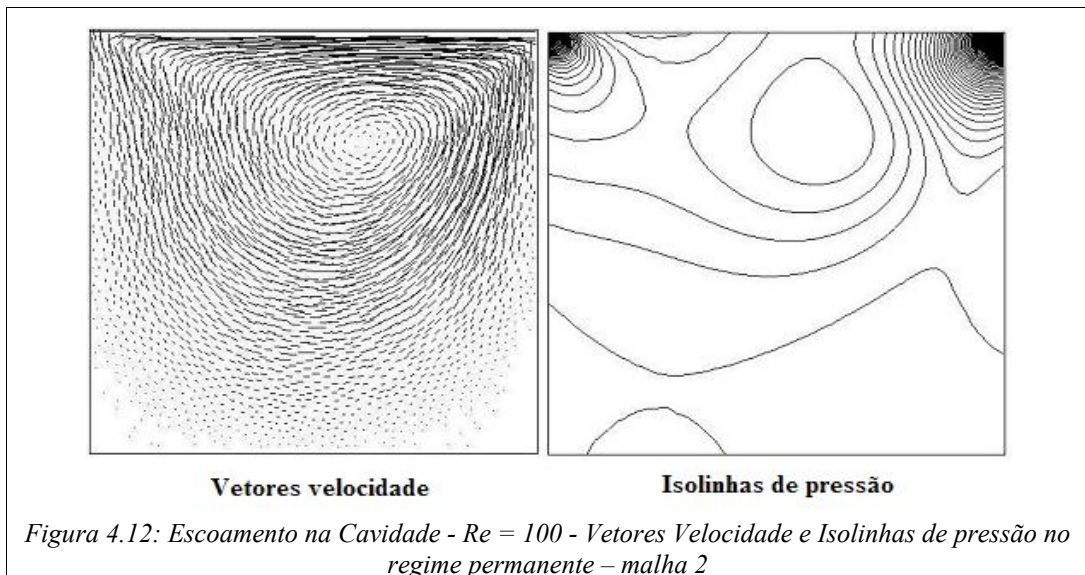 Vetores velocidade
Isolinhas de pressão
Figura 4.12: Escoamento na Cavidade - Re = 100 - Vetores Velocidade e Isolinhas de pressão no
regime permanente – malha 2